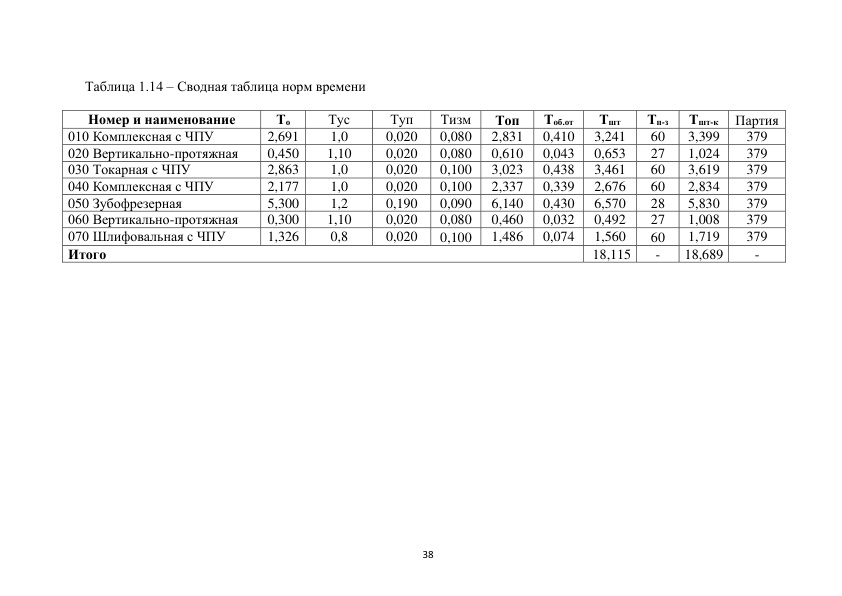 Таблица 1.14 – Сводная таблица норм времени
Номер и наименование То Тус Туп Тизм Топ Тоб.от Тшт Тп-з Тшт-к Партия
010 Комплексная с ЧПУ 2,691 1,0 0,020 0,080 2,831 0,410 3,241 60 3,399 379
020 Вертикально-протяжная 0,450 1,10 0,020 0,080 0,610 0,043 0,653 27 1,024 379
030 Токарная с ЧПУ 2,863 1,0 0,020 0,100 3,023 0,438 3,461 60 3,619 379
040 Комплексная с ЧПУ 2,177 1,0 0,020 0,100 2,337 0,339 2,676 60 2,834 379
050 Зубофрезерная 5,300 1,2 0,190 0,090 6,140 0,430 6,570 28 5,830 379
060 Вертикально-протяжная 0,300 1,10 0,020 0,080 0,460 0,032 0,492 27 1,008 379
070 Шлифовальная с ЧПУ 1,326 0,8 0,020 0,100 1,486 0,074 1,560 60 1,719 379
Итого 18,115 - 18,689 -
38